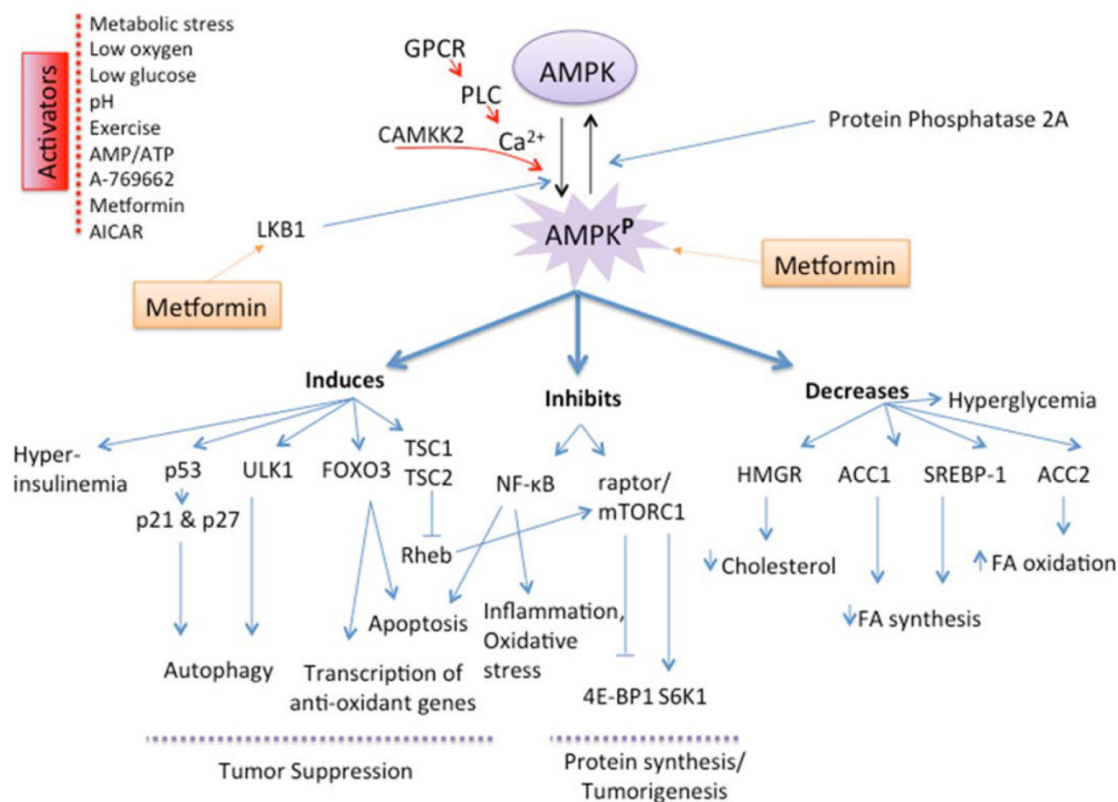 Activators
Metabolic stress
Low oxygen
Low glucose
pH
Exercise
AMP/ATP
A-769662
Metformin
AICAR
GPCR
PLC
CAMKK2
Ca²⁺
AMPK
Protein Phosphatase 2A
LKB1
AMPKᴾ
Metformin
Metformin
Induces
Inhibits
Decreases
Hyperglycemia
Hyper-
insulinemia
p53
ULK1
FOXO3
TSC1
TSC2
NF-κB
raptor/
mTORC1
HMGR
ACC1
SREBP-1
ACC2
p21 & p27
Rheb
Cholesterol
FA oxidation
FA synthesis
Apoptosis
Inflammation,
Oxidative
stress
Autophagy
Transcription of
anti-oxidant genes
4E-BP1 S6K1
Tumor Suppression
Protein synthesis/
Tumorigenesis